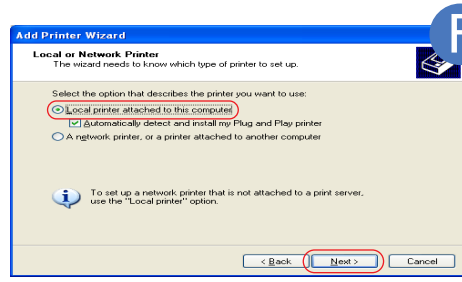 Add Printer Wizard
Local or Network Printer
The wizard needs to know which type of printer to set up.
Select the option that describes the printer you want to use:
Local printer attached to this computer
Automatically detect and install my Plug and Play printer
A network printer, or a printer attached to another computer
To set up a network printer that is not attached to a print server,
use the "Local printer" option.
< Back Next > Cancel